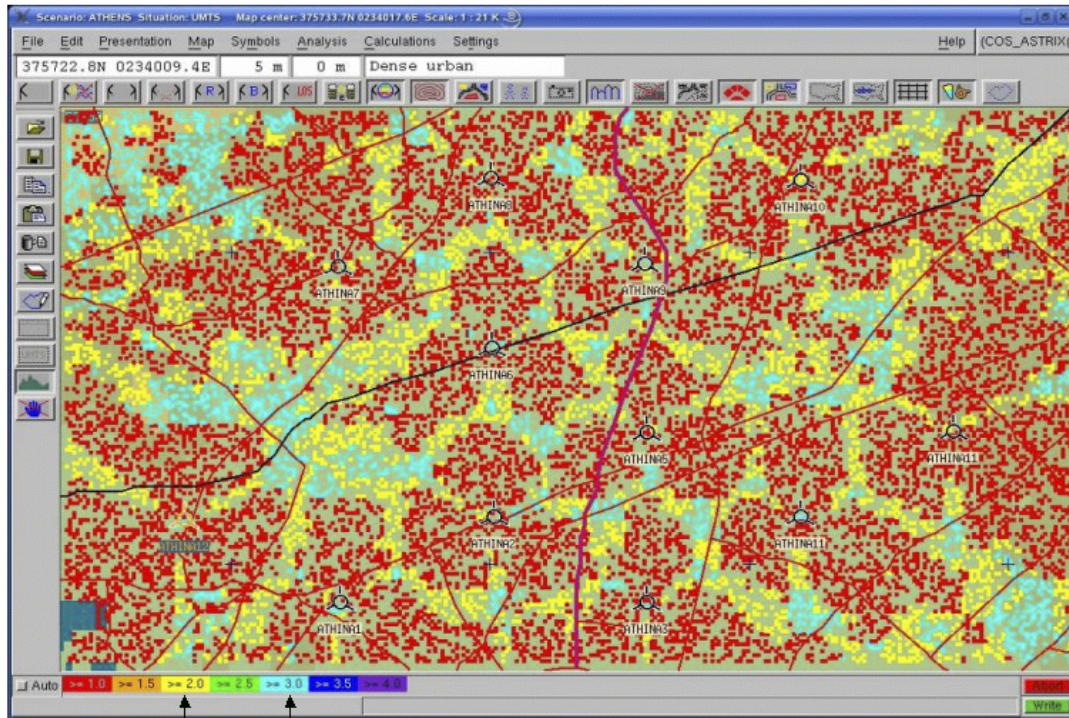 Scenario: ATHENS Situation: UMTS Map center: 375733.7N 0234017.6E Scale: 1 : 21 K
File Edit Presentation Map Symbols Analysis Calculations Settings Help (COS_ASTRIX(
375722.8N 0234009.4E 5 m 0 m Dense urban
R B LOS
ATHINA8
ATHINA10
ATHINA7
ATHINA9
ATHINA6
ATHINA5
ATHINA11
UMTS
ATHINA2
ATHINA11
ATHINA12
ATHINA1
ATHINA3
Auto >= 1.0 >= 1.5 >= 2.0 >= 2.5 >= 3.0 >= 3.5 >= 4.0 Abort
Write